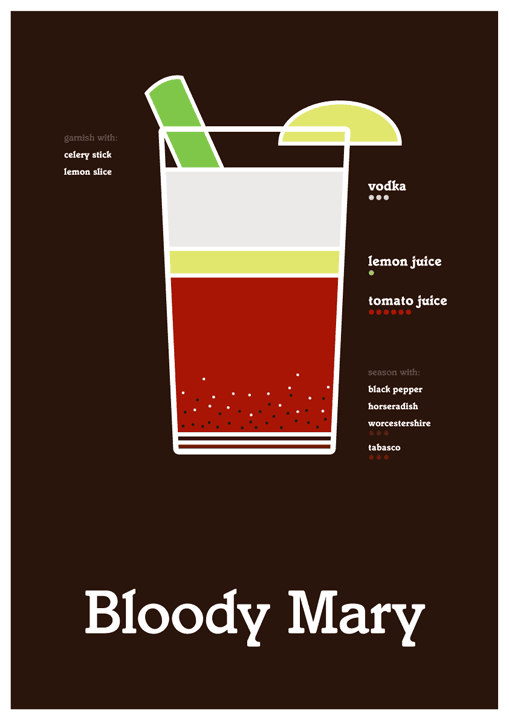 garnish with:
celery stick
lemon slice
vodka
lemon juice
tomato juice
season with:
black pepper
horseradish
worcestershire
tabasco
Bloody Mary